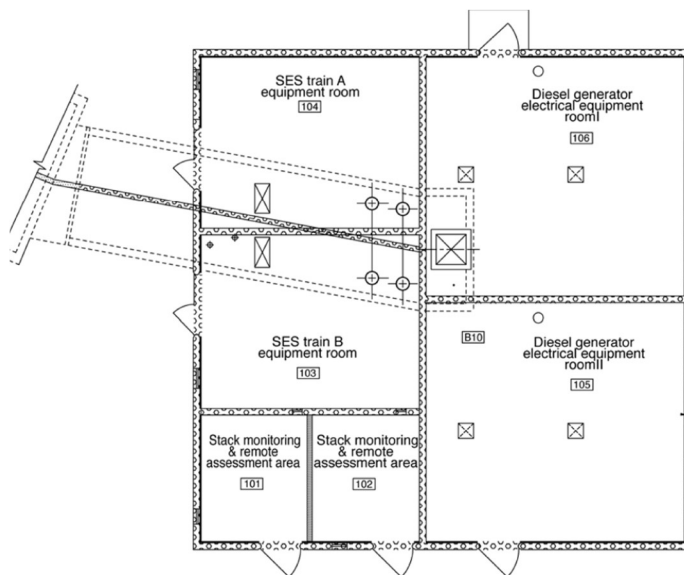 SES train A
equipment room
104
Diesel generator
electrical equipment
roomI
106
SES train B
equipment room
103
B10
Diesel generator
electrical equipment
roomII
105
Stack monitoring
& remote
assessment area
101
Stack monitoring
& remote
assessment area
102